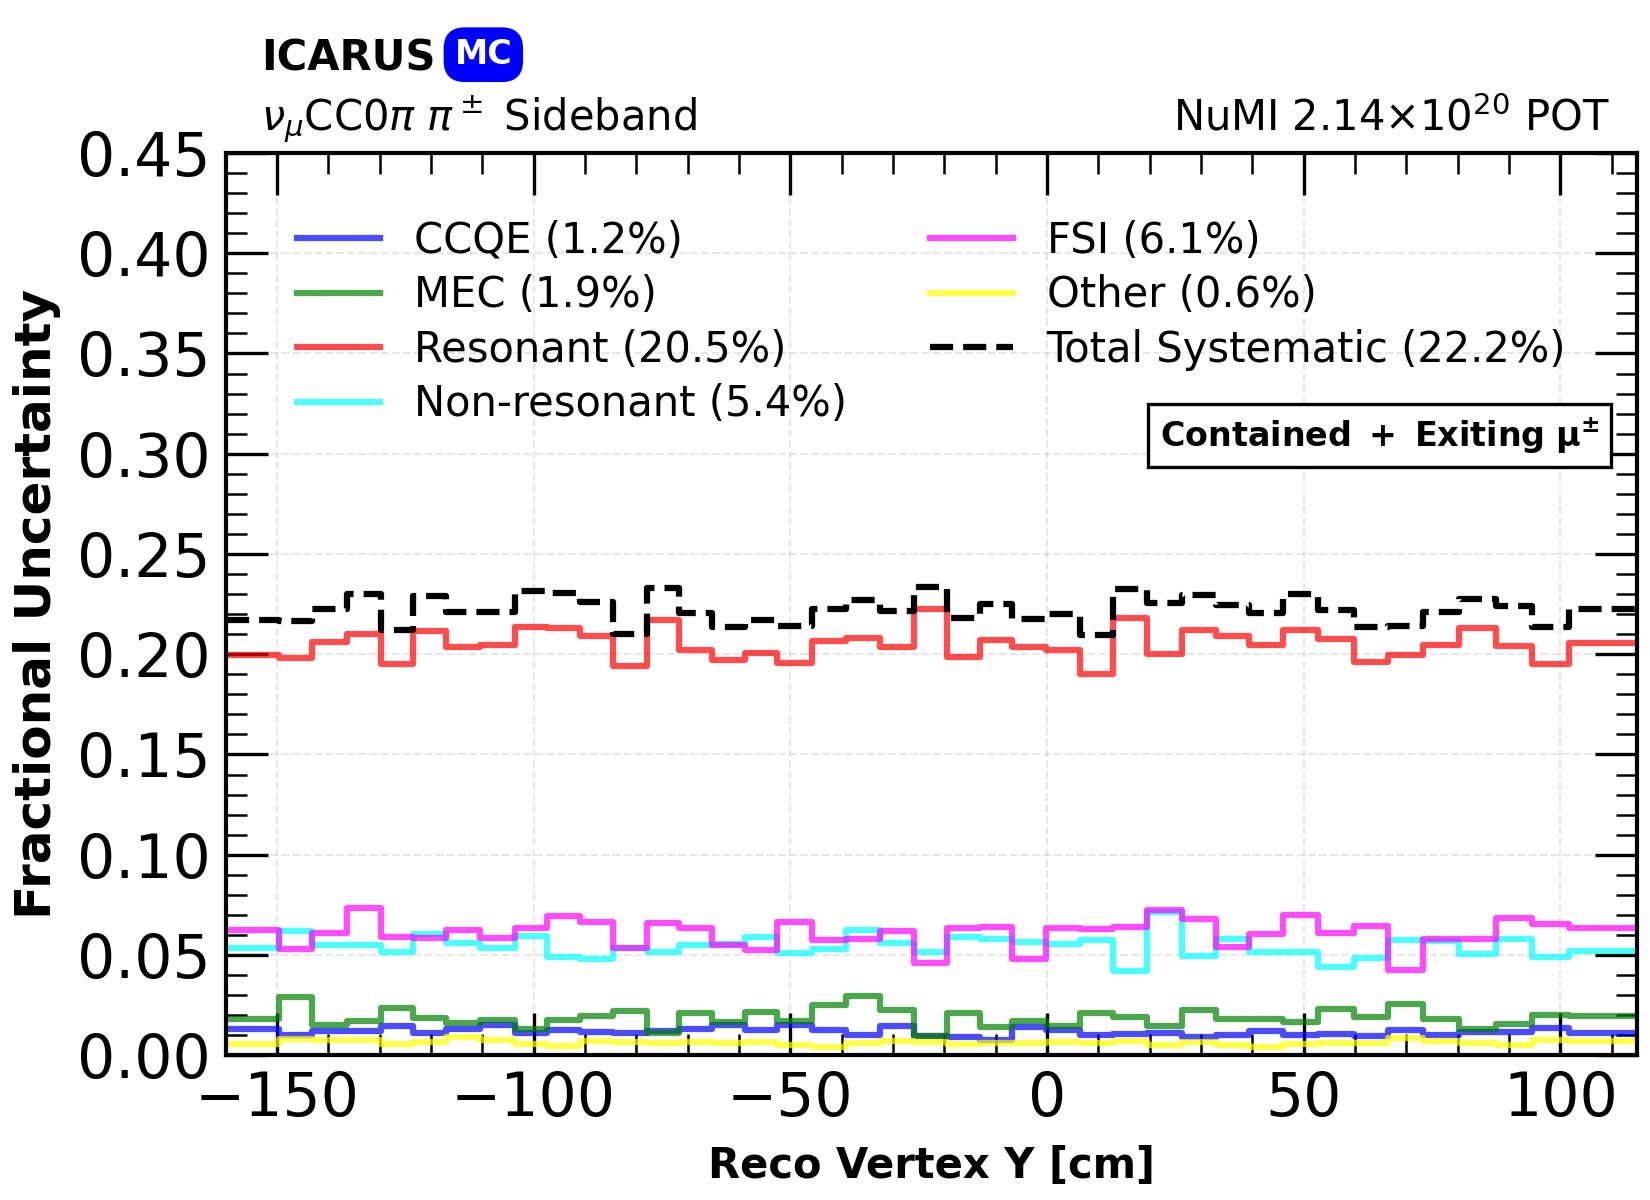 ICARUS MC
νμCC0π π± Sideband
NuMI 2.14×10²⁰ POT
0.45
0.40
0.35
0.30
0.25
0.20
0.15
0.10
0.05
0.00
Fractional Uncertainty
CCQE (1.2%)
MEC (1.9%)
Resonant (20.5%)
Non-resonant (5.4%)
FSI (6.1%)
Other (0.6%)
Total Systematic (22.2%)
Contained + Exiting μ±
−150 −100 −50 0 50 100
Reco Vertex Y [cm]